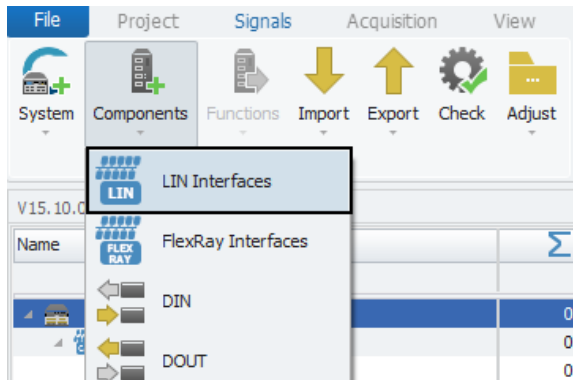 File Project Signals Acquisition View
System Components Functions Import Export Check Adjust
LIN LIN Interfaces
V15.10.0
FLEX RAY FlexRay Interfaces
Name Σ
DIN
0
0
DOUT
0